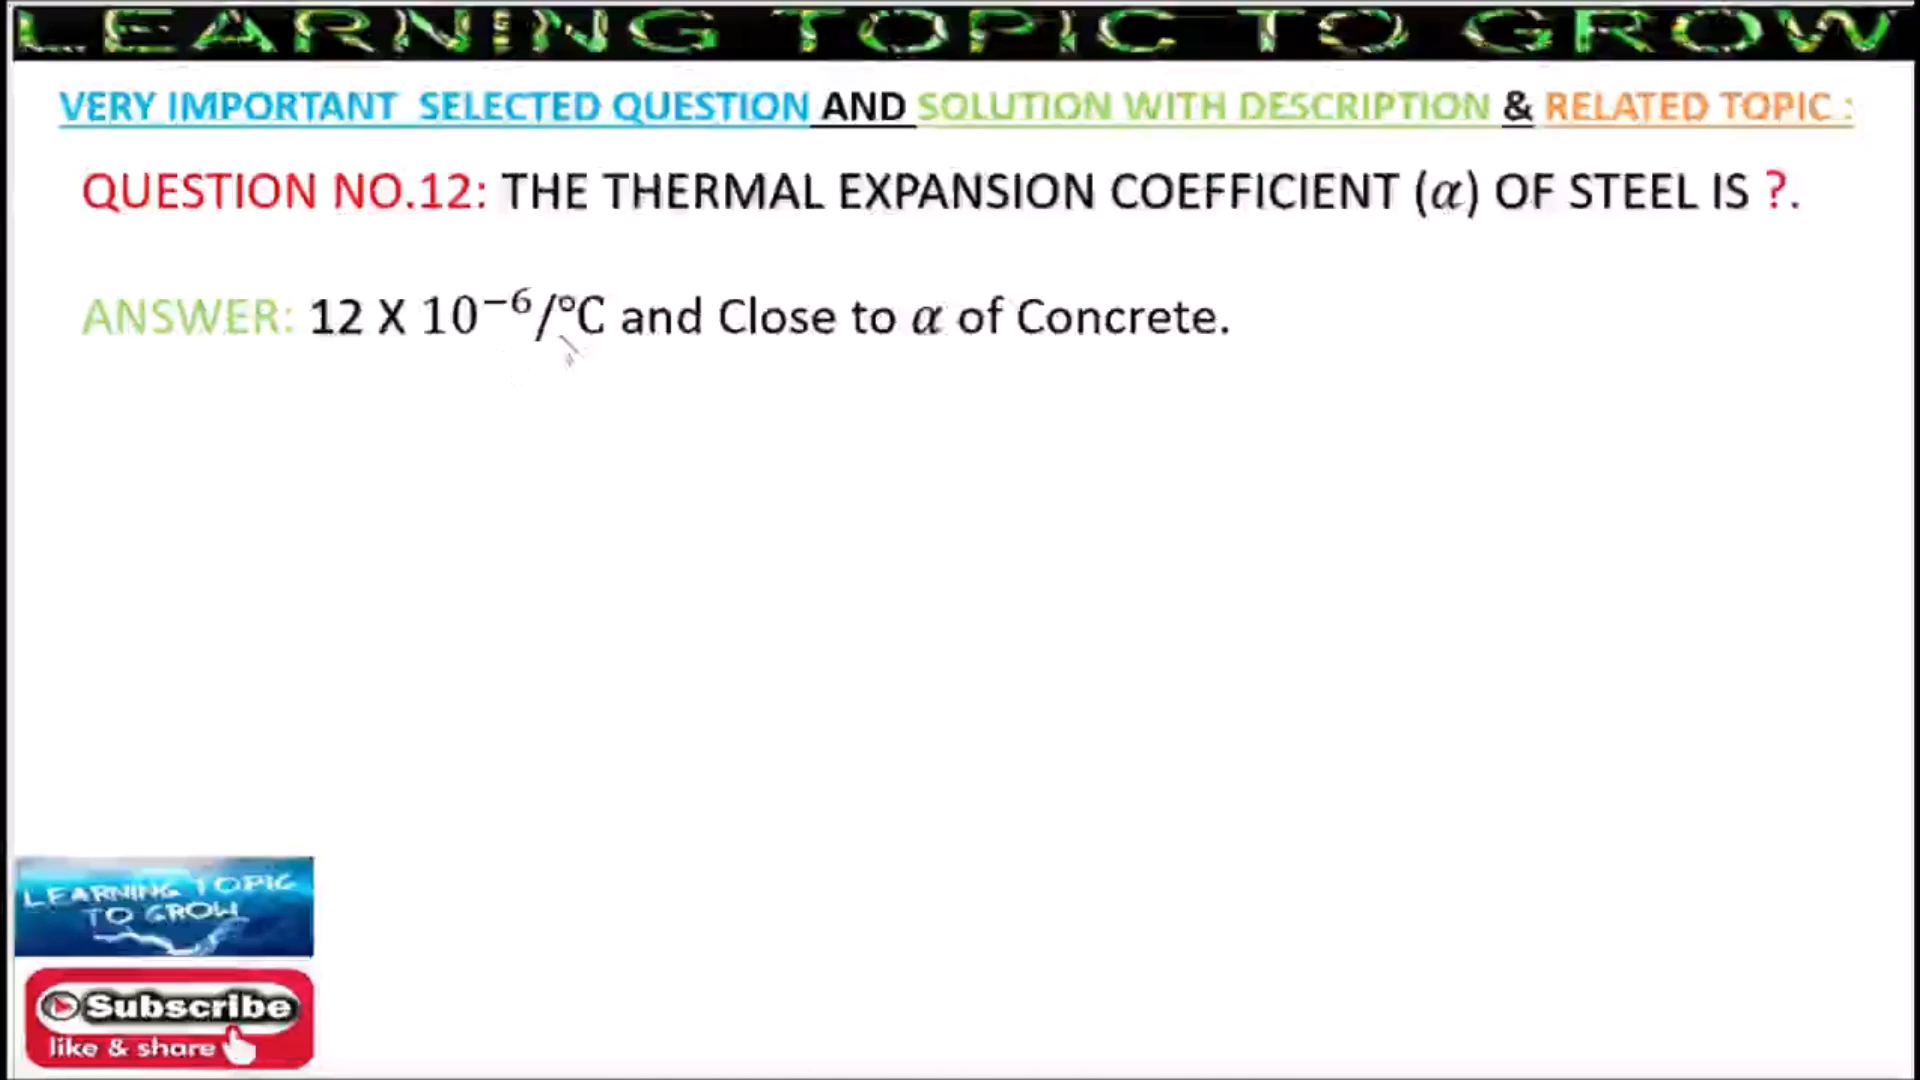 LEARNING TOPIC TO GROW
VERY IMPORTANT SELECTED QUESTION AND SOLUTION WITH DESCRIPTION & RELATED TOPIC :
QUESTION NO.12: THE THERMAL EXPANSION COEFFICIENT (α) OF STEEL IS ?.
ANSWER: 12 X 10⁻⁶/°C and Close to α of Concrete.
LEARNING TOPIC
TO GROW
Subscribe
like & share